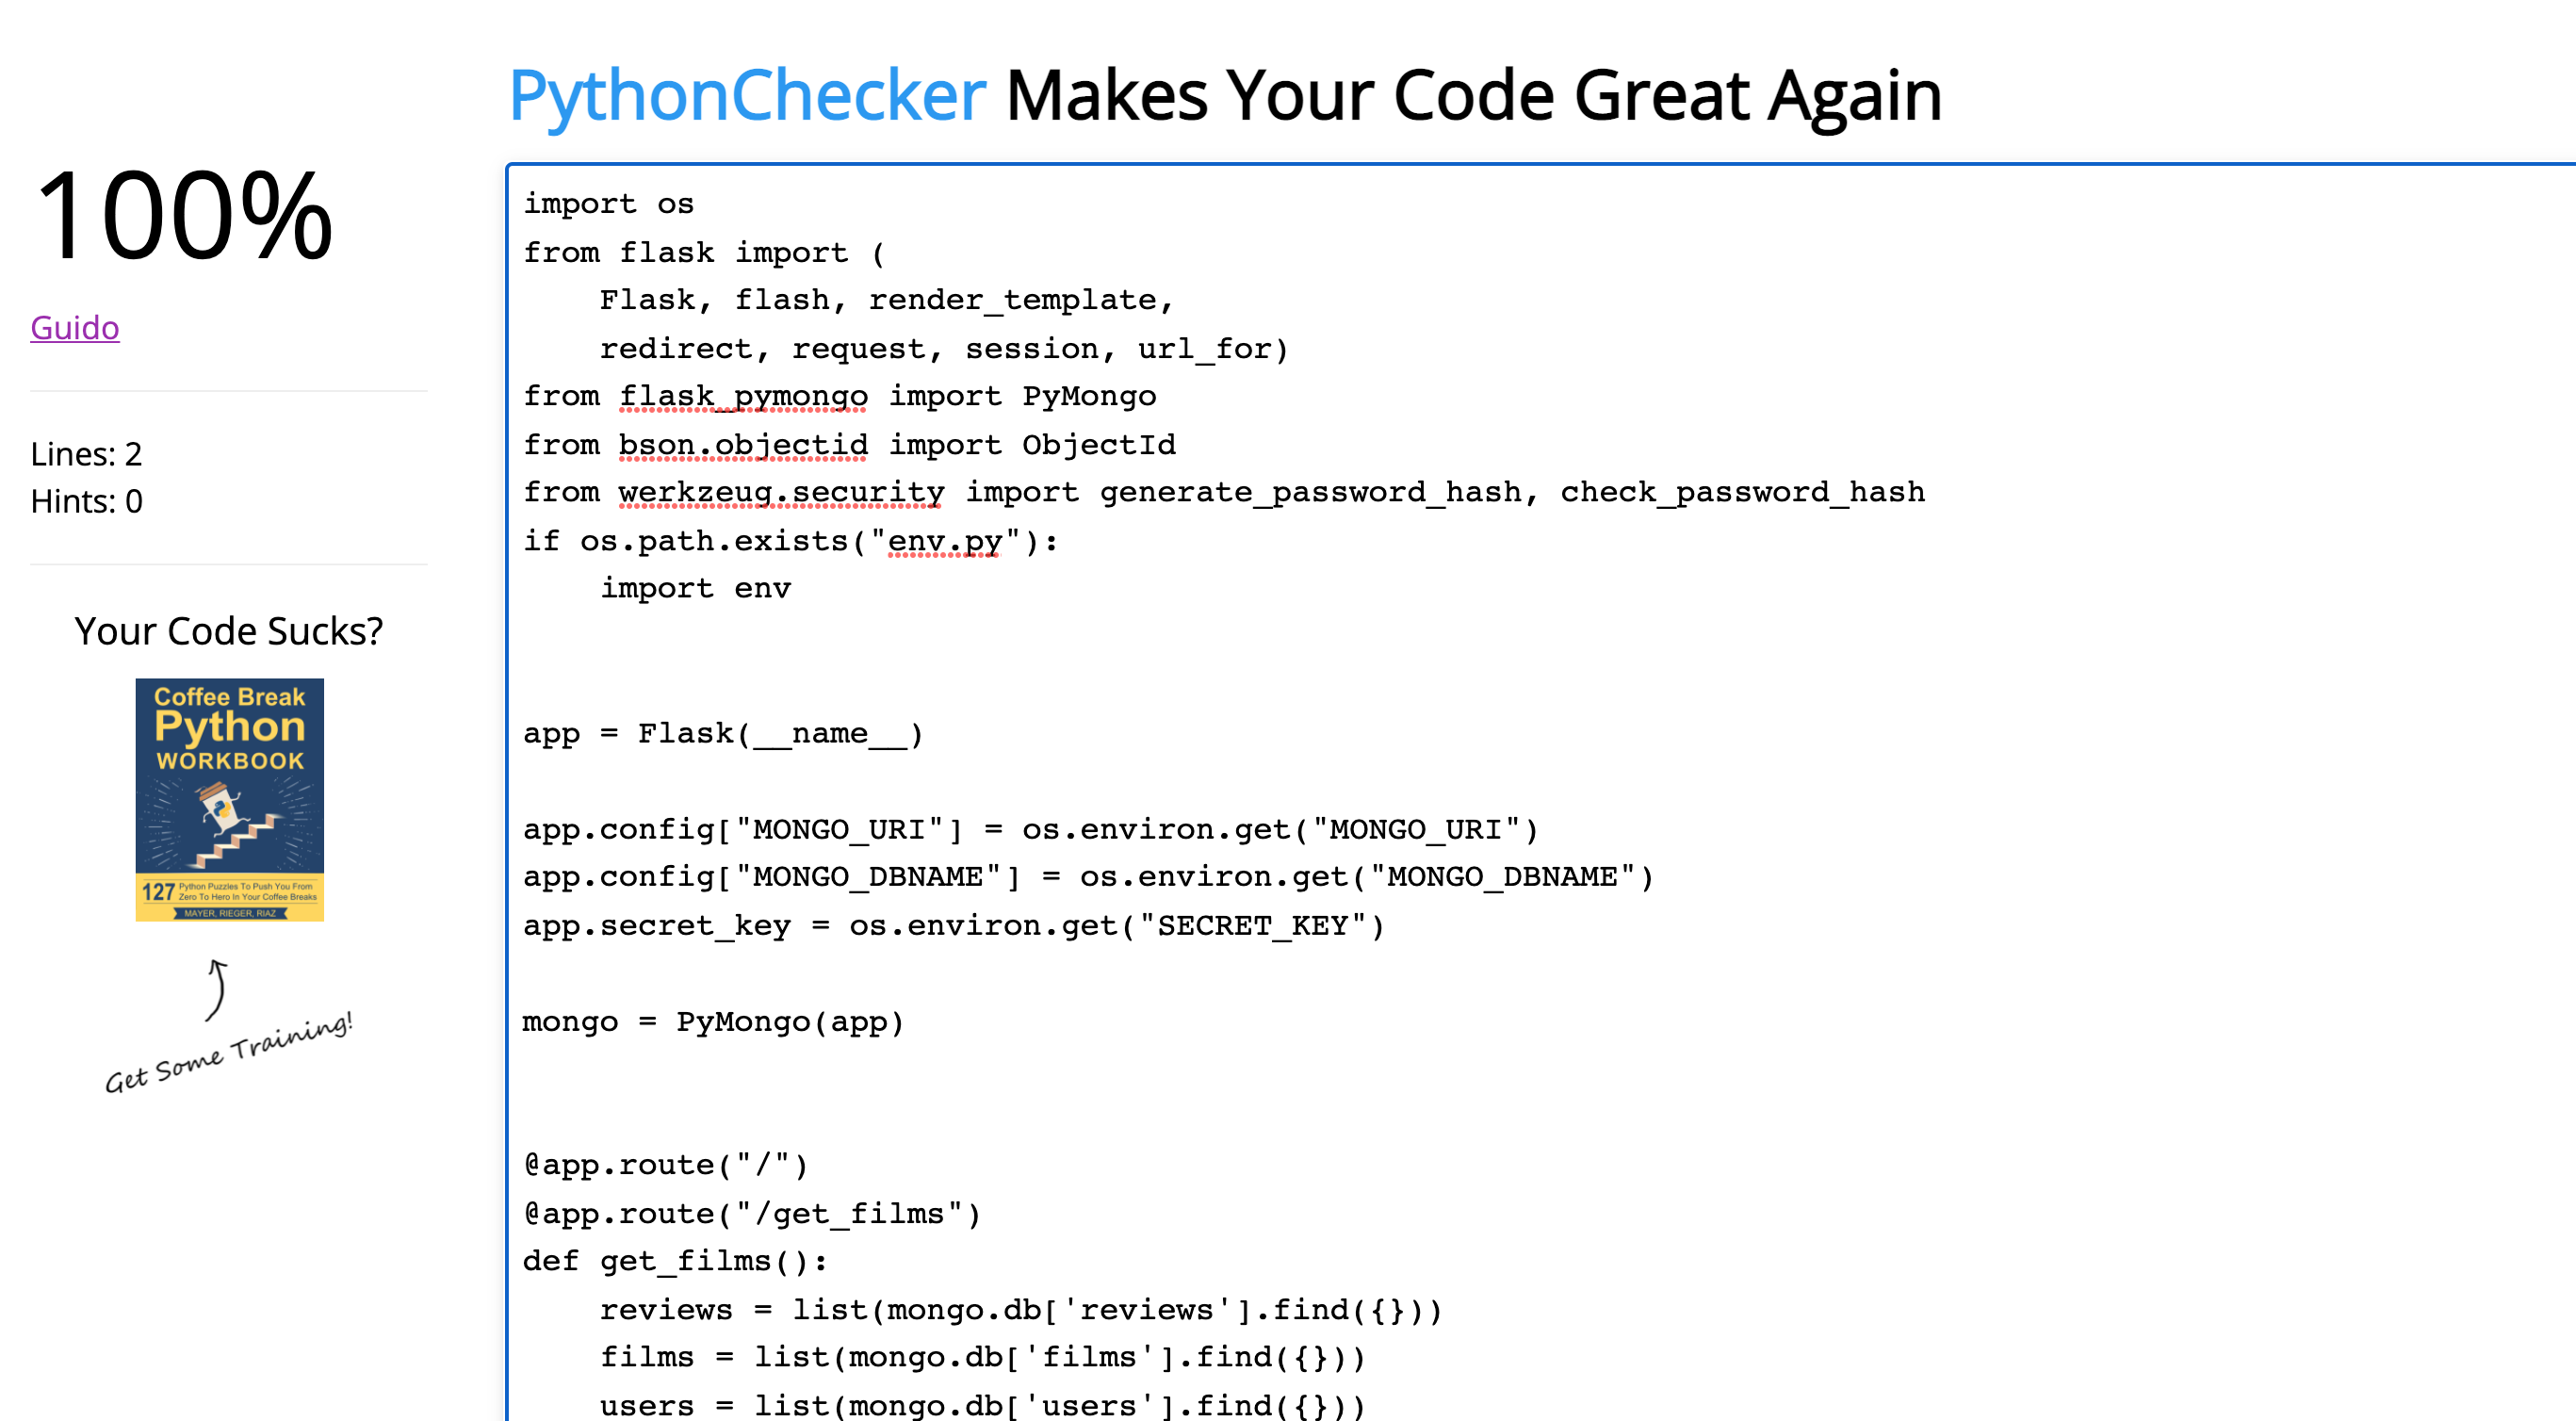 PythonChecker Makes Your Code Great Again
100%
Guido
Lines: 2
Hints: 0
Your Code Sucks?
Coffee Break
Python
WORKBOOK
127 Python Puzzles To Push You From
Zero To Hero In Your Coffee Breaks
MAYER, RIEGER, RIAZ
Get Some Training!
import os
from flask import (
    Flask, flash, render_template,
    redirect, request, session, url_for)
from flask_pymongo import PyMongo
from bson.objectid import ObjectId
from werkzeug.security import generate_password_hash, check_password_hash
if os.path.exists("env.py"):
    import env
app = Flask(__name__)
app.config["MONGO_URI"] = os.environ.get("MONGO_URI")
app.config["MONGO_DBNAME"] = os.environ.get("MONGO_DBNAME")
app.secret_key = os.environ.get("SECRET_KEY")
mongo = PyMongo(app)
@app.route("/")
@app.route("/get_films")
def get_films():
    reviews = list(mongo.db['reviews'].find({}))
    films = list(mongo.db['films'].find({}))
    users = list(mongo.db['users'].find({}))